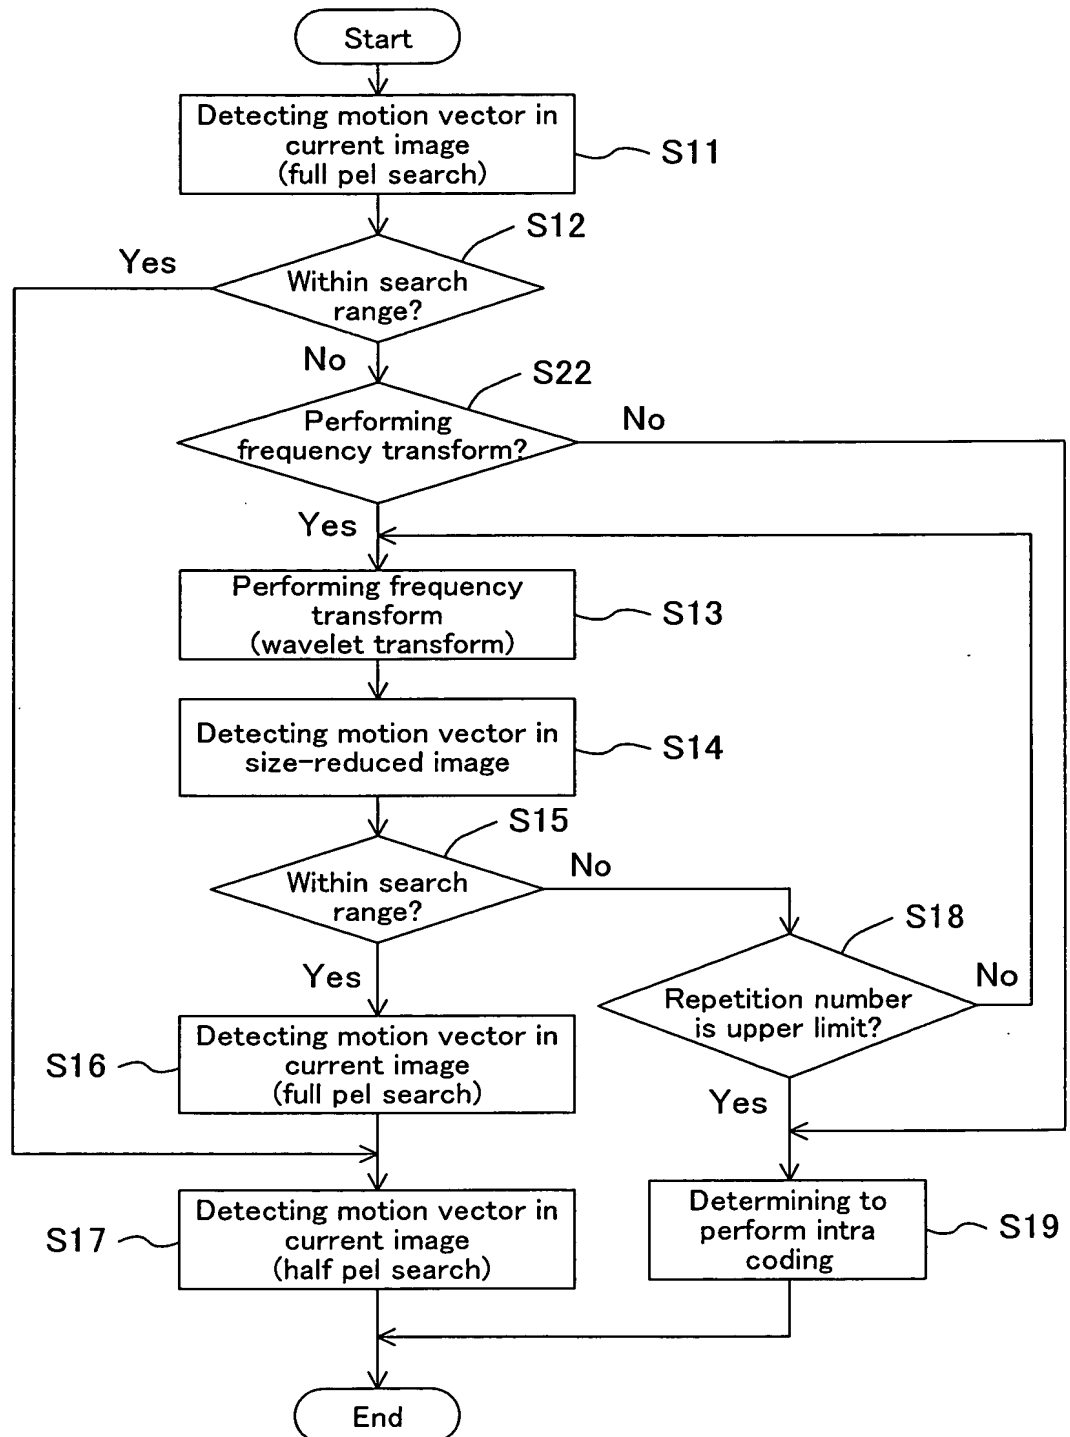 Start
Detecting motion vector in
current image
(full pel search)
S11
S12
Yes
Within search
range?
No
S22
Performing
frequency transform?
No
Yes
Performing frequency
transform
(wavelet transform)
S13
Detecting motion vector in
size-reduced image
S14
S15
Within search
range?
No
S18
Yes
Repetition number
is upper limit?
No
S16
Detecting motion vector in
current image
(full pel search)
Yes
S17
Detecting motion vector in
current image
(half pel search)
Determining to
perform intra
coding
S19
End